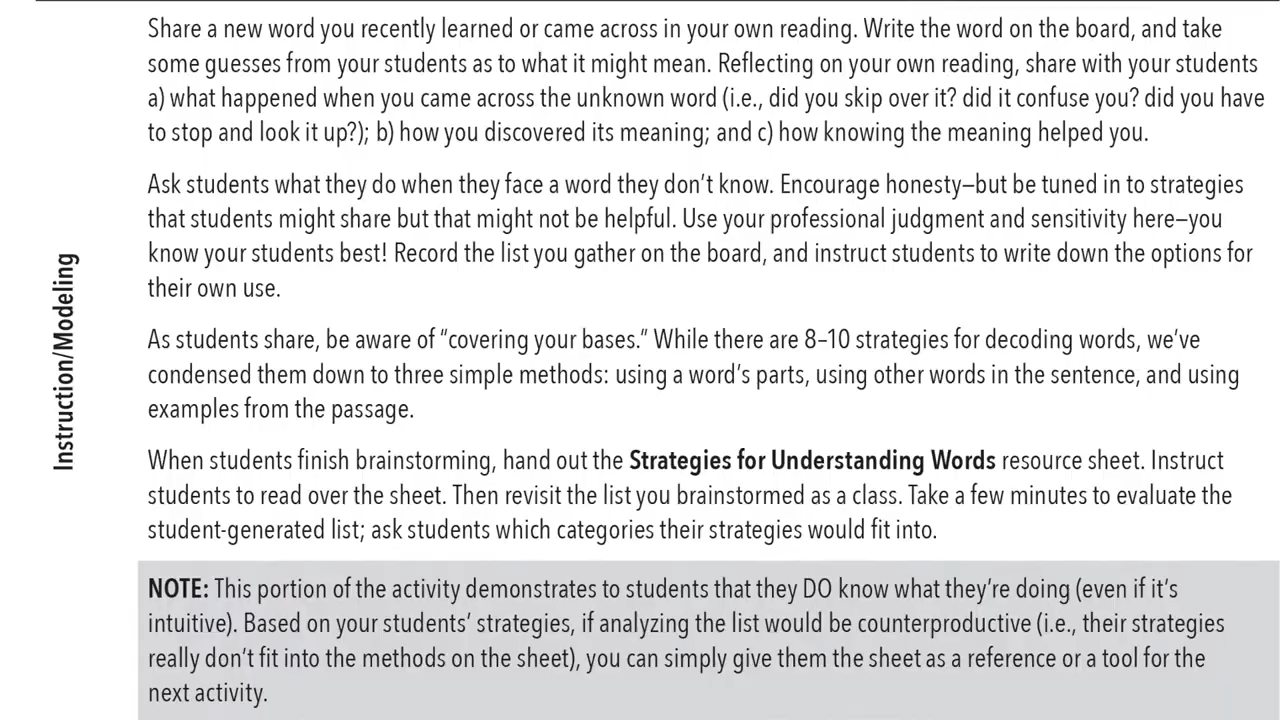 Share a new word you recently learned or came across in your own reading. Write the word on the board, and take
some guesses from your students as to what it might mean. Reflecting on your own reading, share with your students
a) what happened when you came across the unknown word (i.e., did you skip over it? did it confuse you? did you have
to stop and look it up?); b) how you discovered its meaning; and c) how knowing the meaning helped you.
Ask students what they do when they face a word they don't know. Encourage honesty—but be tuned in to strategies
that students might share but that might not be helpful. Use your professional judgment and sensitivity here—you
know your students best! Record the list you gather on the board, and instruct students to write down the options for
their own use.
Instruction/Modeling
As students share, be aware of "covering your bases." While there are 8–10 strategies for decoding words, we've
condensed them down to three simple methods: using a word's parts, using other words in the sentence, and using
examples from the passage.
When students finish brainstorming, hand out the Strategies for Understanding Words resource sheet. Instruct
students to read over the sheet. Then revisit the list you brainstormed as a class. Take a few minutes to evaluate the
student-generated list; ask students which categories their strategies would fit into.
NOTE: This portion of the activity demonstrates to students that they DO know what they're doing (even if it's
intuitive). Based on your students' strategies, if analyzing the list would be counterproductive (i.e., their strategies
really don't fit into the methods on the sheet), you can simply give them the sheet as a reference or a tool for the
next activity.